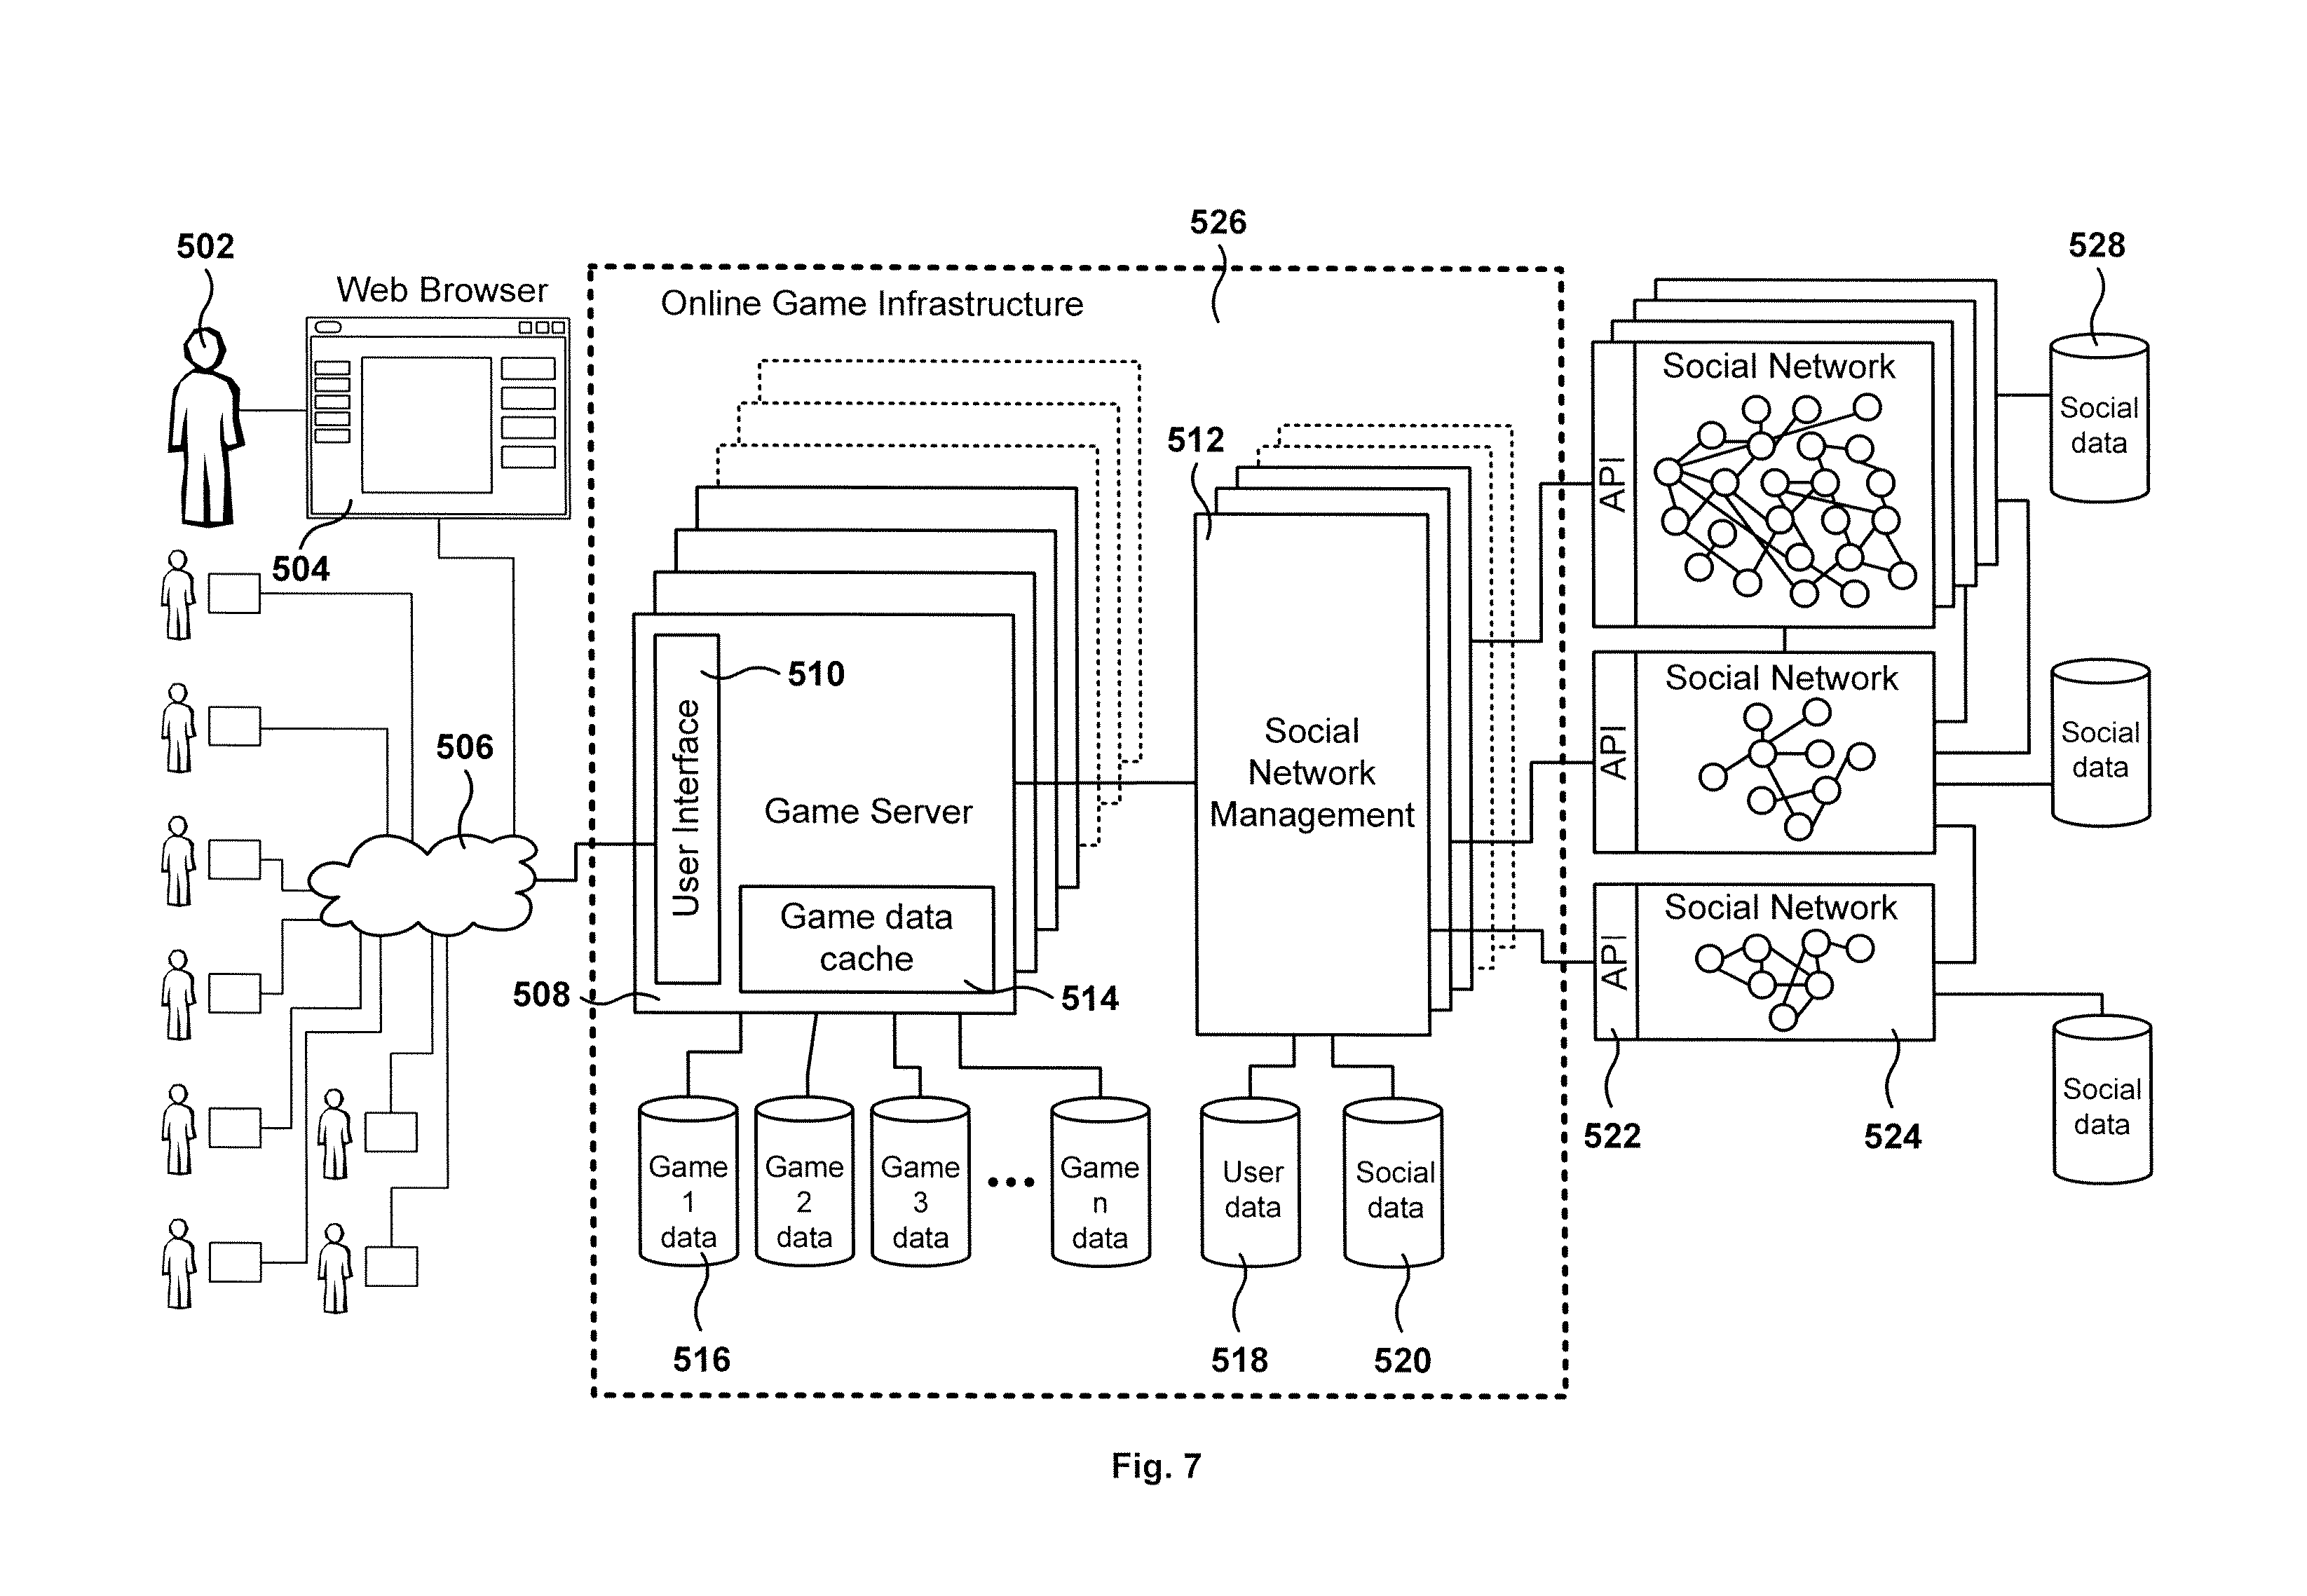 526
502
528
Web Browser
Online Game Infrastructure
Social Network
API
Social
data
512
504
510
Social Network
API
Social
data
506
User Interface
Game Server
Social
Network
Management
Game data
cache
Social Network
API
508
514
Social
data
522
524
Game
1
data
Game
2
data
Game
3
data
Game
n
data
User
data
Social
data
516
518
520
Fig. 7